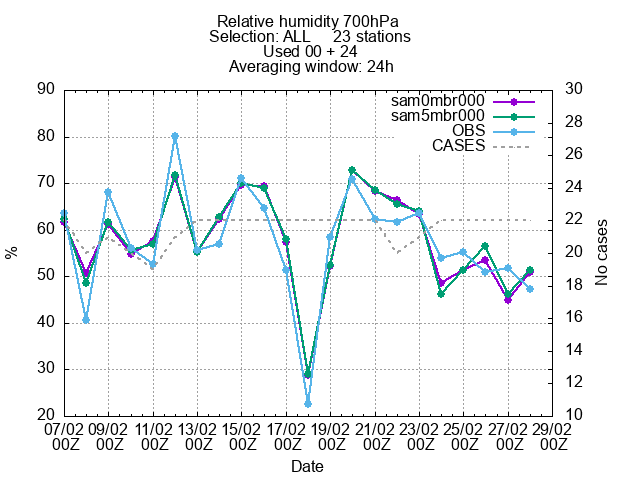 Relative humidity 700hPa
Selection: ALL 23 stations
Used 00 + 24
Averaging window: 24h
sam0mbr000
sam5mbr000
OBS
CASES
90
80
70
60
50
40
30
20
%
30
28
26
24
22
20
18
16
14
12
10
No cases
07/02 09/02 11/02 13/02 15/02 17/02 19/02 21/02 23/02 25/02 27/02 29/02
00Z 00Z 00Z 00Z 00Z 00Z 00Z 00Z 00Z 00Z 00Z 00Z
Date